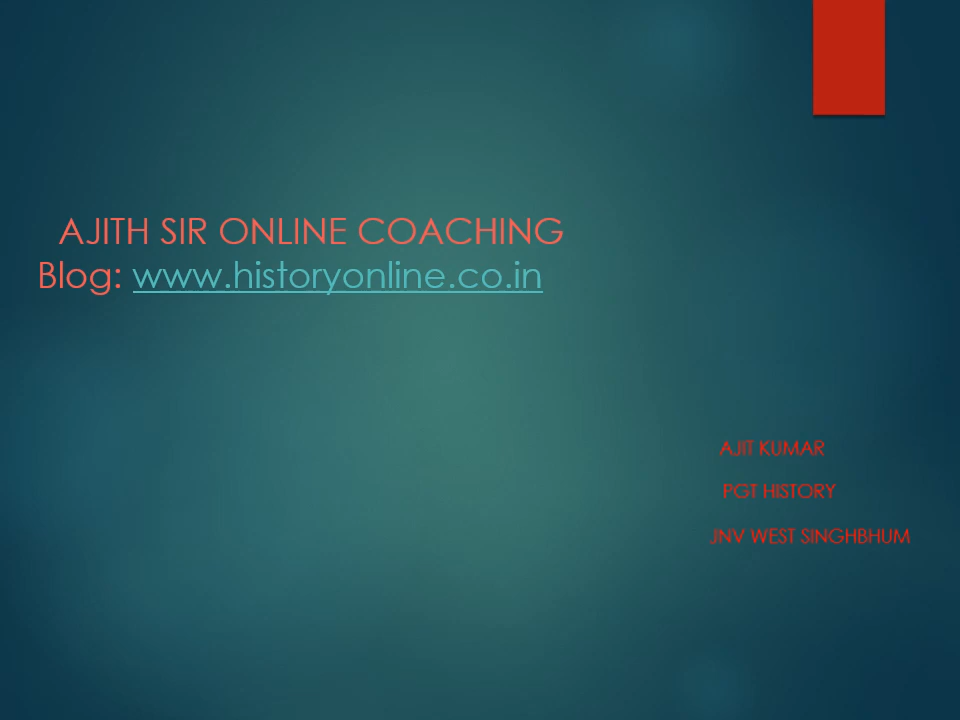 AJITH SIR ONLINE COACHING
Blog: www.historyonline.co.in
AJIT KUMAR
PGT HISTORY
JNV WEST SINGHBHUM